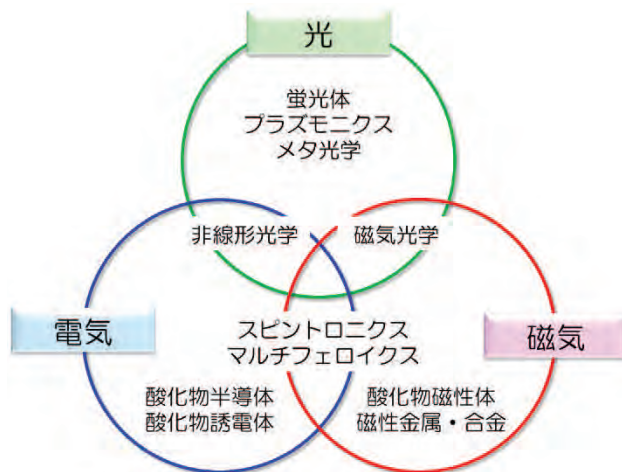 光
蛍光体
プラズモニクス
メタ光学
非線形光学
磁気光学
電気
スピントロニクス
マルチフェロイクス
磁気
酸化物半導体
酸化物誘電体
酸化物磁性体
磁性金属・合金